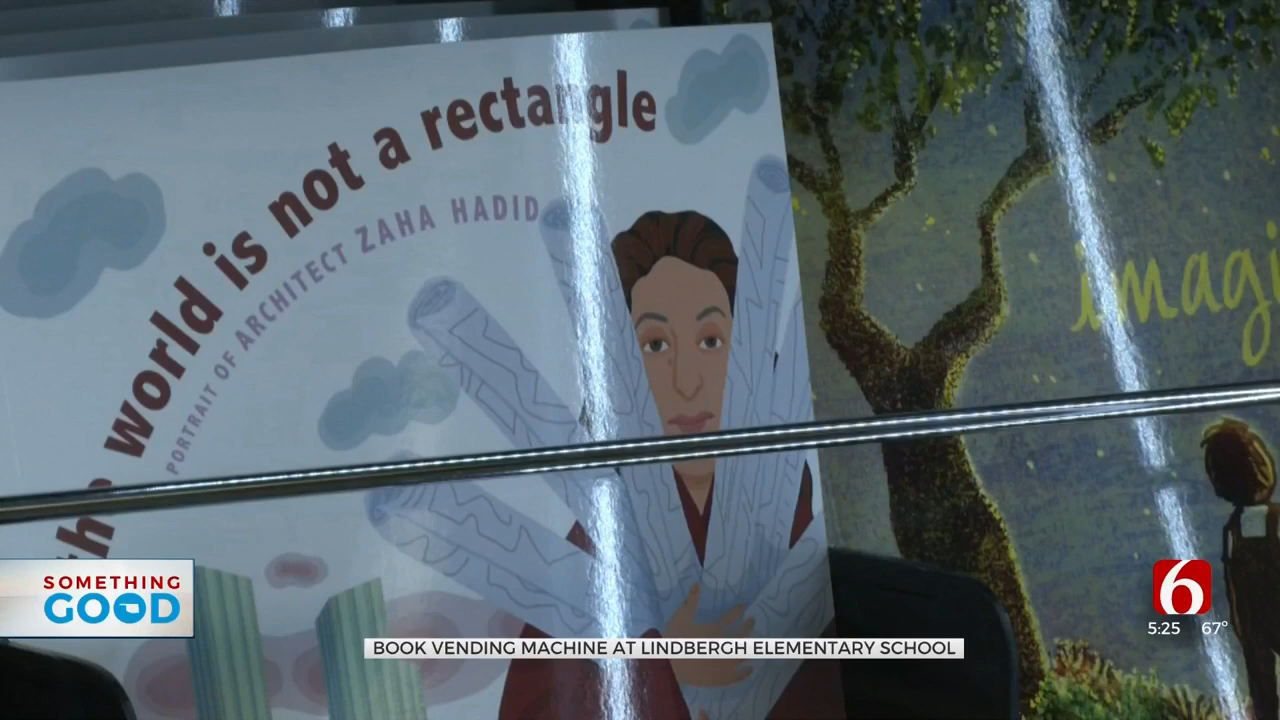 world is not a rectangle
PORTRAIT OF ARCHITECT ZAHA HADID
imagi
SOMETHING
GOOD
BOOK VENDING MACHINE AT LINDBERGH ELEMENTARY SCHOOL
6
5:25 67°